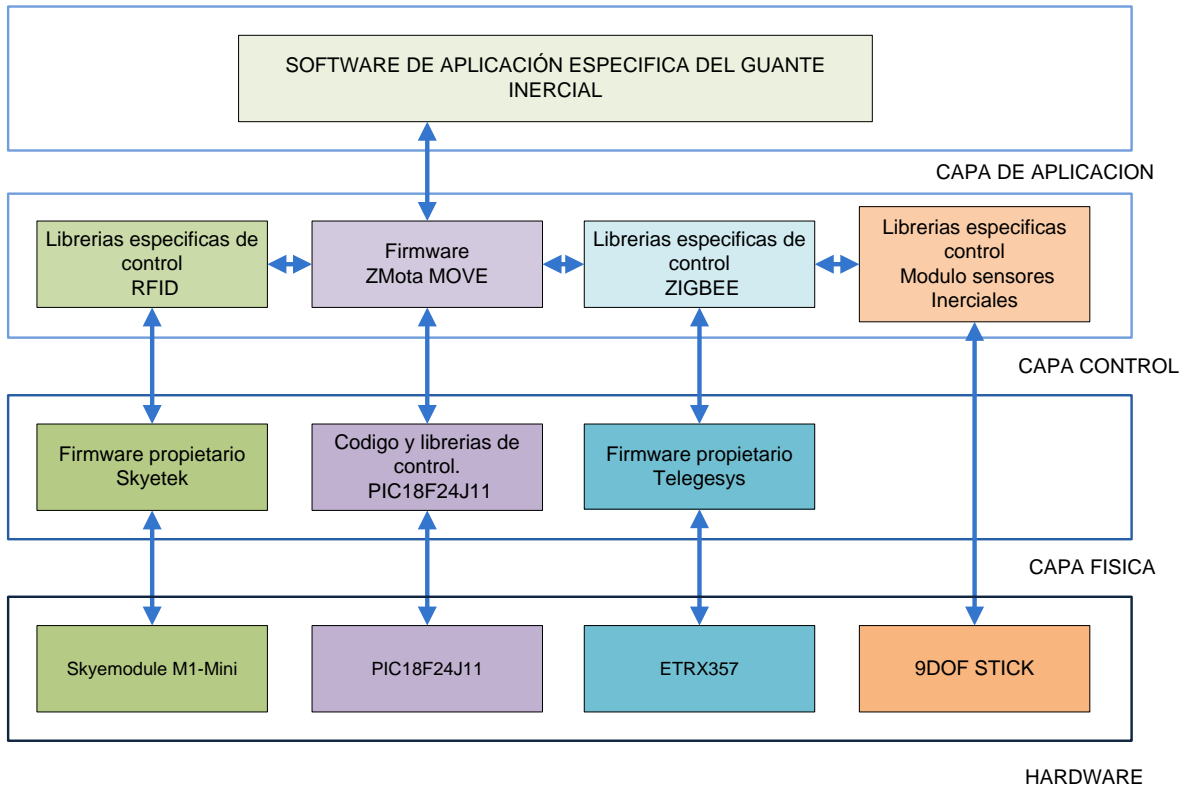 SOFTWARE DE APLICACIÓN ESPECIFICA DEL GUANTE
INERCIAL
CAPA DE APLICACION
Librerias especificas de
control
RFID
Firmware
ZMota MOVE
Librerias especificas de
control
ZIGBEE
Librerias especificas
control
Modulo sensores
Inerciales
CAPA CONTROL
Firmware propietario
Skyetek
Codigo y librerias de
control.
PIC18F24J11
Firmware propietario
Telegesys
CAPA FISICA
Skyemodule M1-Mini
PIC18F24J11
ETRX357
9DOF STICK
HARDWARE